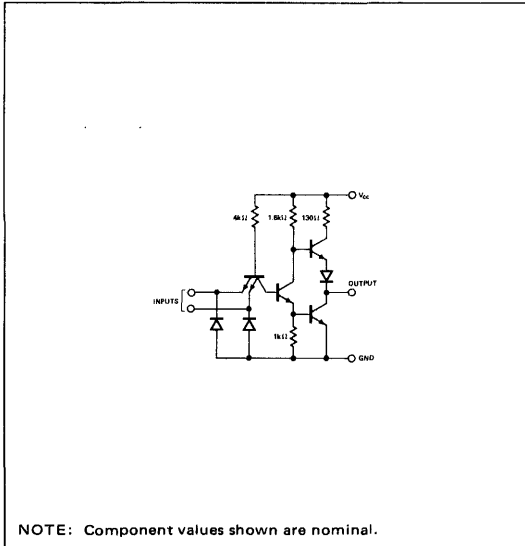 Vcc
4kΩ 1.6kΩ 130Ω
OUTPUT
INPUTS
1kΩ
GND
NOTE: Component values shown are nominal.